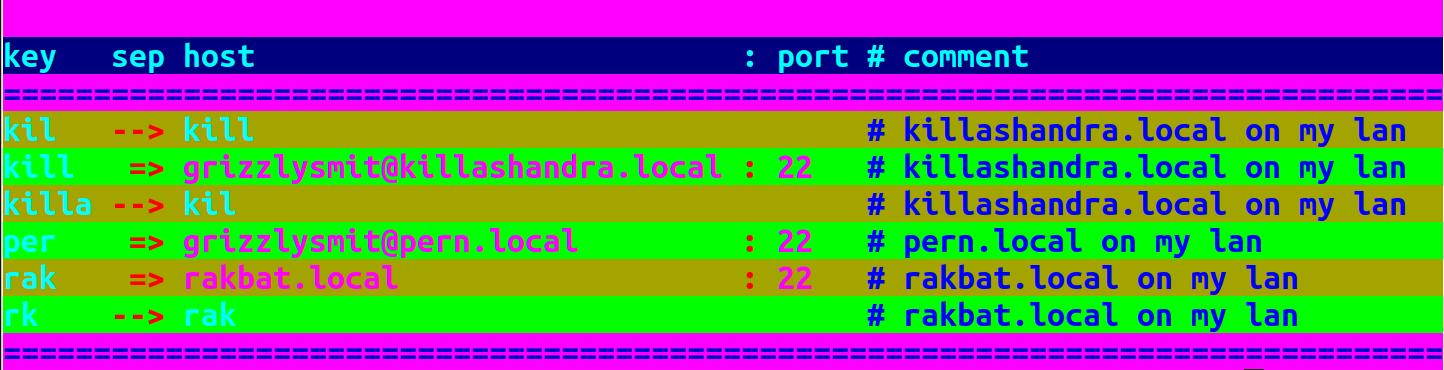 key   sep host                           : port # comment
================================================================================
kil   --> kill                                  # killashandra.local on my lan
kill   => grizzlysmit@killashandra.local : 22   # killashandra.local on my lan
killa --> kil                                   # killashandra.local on my lan
per    => grizzlysmit@pern.local         : 22   # pern.local on my lan
rak    => rakbat.local                   : 22   # rakbat.local on my lan
rk    --> rak                                   # rakbat.local on my lan
================================================================================